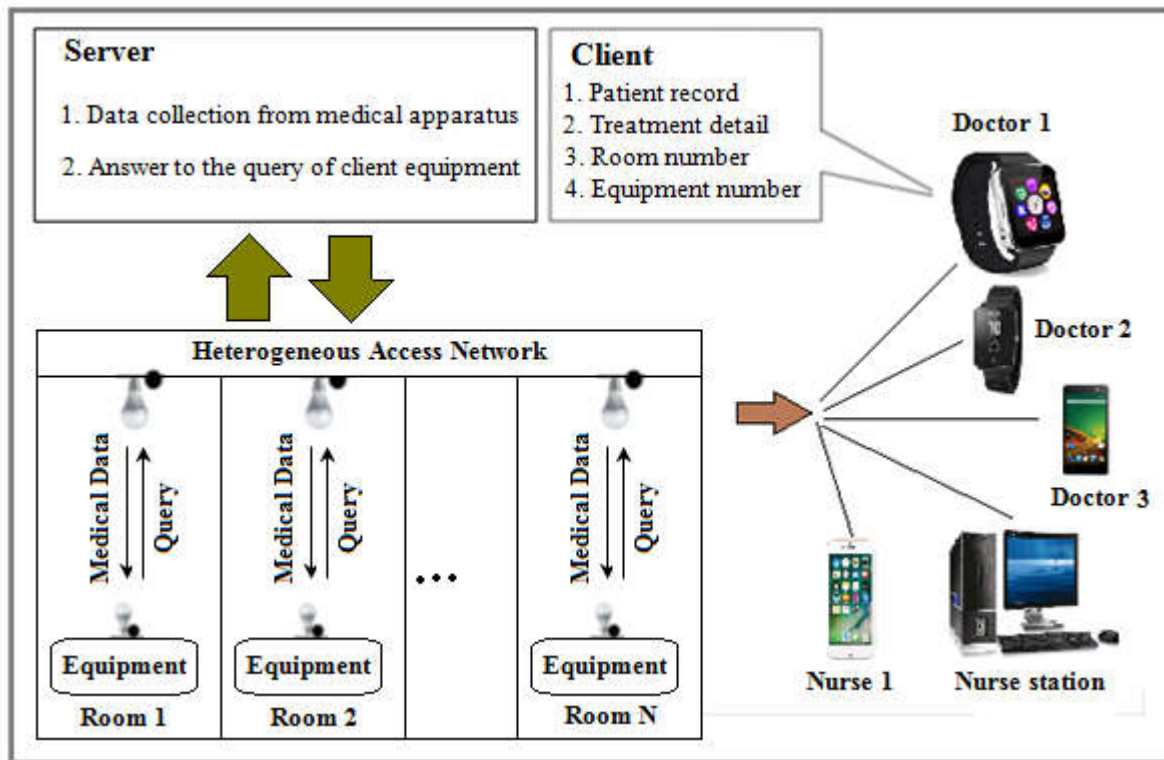 Server
1. Data collection from medical apparatus
2. Answer to the query of client equipment
Client
1. Patient record
2. Treatment detail
3. Room number
4. Equipment number
Doctor 1
Doctor 2
Doctor 3
Nurse 1
Nurse station
Heterogeneous Access Network
Medical Data
Query
Medical Data
Query
...
Medical Data
Query
Equipment
Equipment
Equipment
Room 1
Room 2
Room N